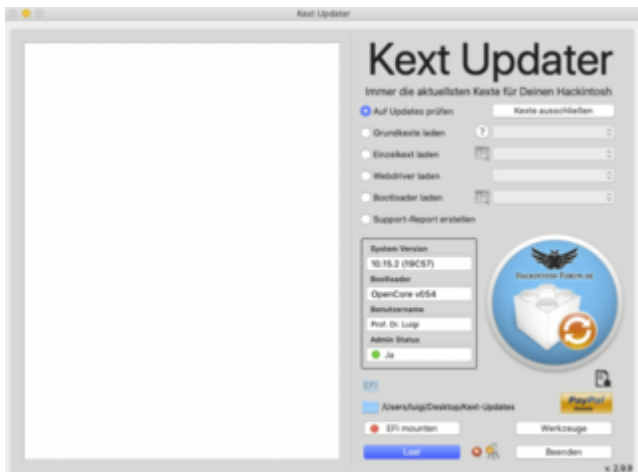 Kext Updater
Kext Updater
Immer die aktuellsten Kexte für Deinen Hackintosh
Auf Updates prüfen
Kexte ausschließen
Grundkexte laden
?
Einzelkext laden
Webdriver laden
Bootloader laden
Support-Report erstellen
System Version
10.15.2 (19C57)
Bootloader
OpenCore v054
Benutzername
Prof. Dr. Luigi
Admin Status
Ja
Hackintosh-Forum.de
EFI
/Users/luigi/Desktop/Kext-Updates
PayPal
EFI mounten
Werkzeuge
Los!
Beenden
v. 2.9.9